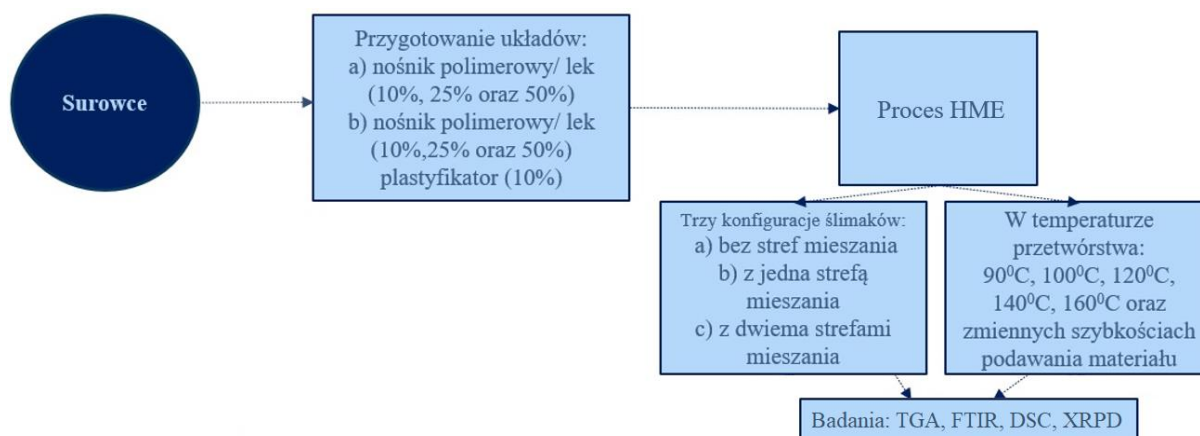 Surowce
Przygotowanie układów:
a) nośnik polimerowy/ lek
(10%, 25% oraz 50%)
b) nośnik polimerowy/ lek
(10%,25% oraz 50%)
plastyfikator (10%)
Proces HME
Trzy konfiguracje ślimaków:
a) bez stref mieszania
b) z jedna strefą
mieszania
c) z dwiema strefami
mieszania
W temperaturze
przetwórstwa:
90⁰C, 100⁰C, 120⁰C,
140⁰C, 160⁰C oraz
zmiennych szybkościach
podawania materiału
Badania: TGA, FTIR, DSC, XRPD